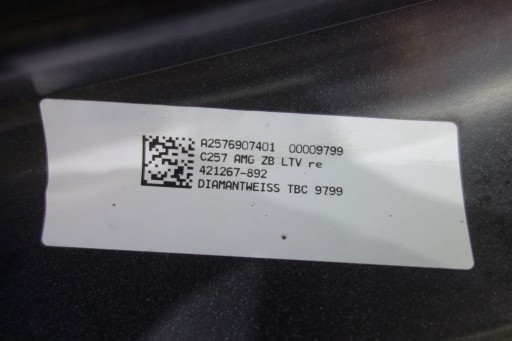 A2576907401 00009799
C257 AMG ZB LTV re
421267-892
DIAMANTWEISS TBC 9799